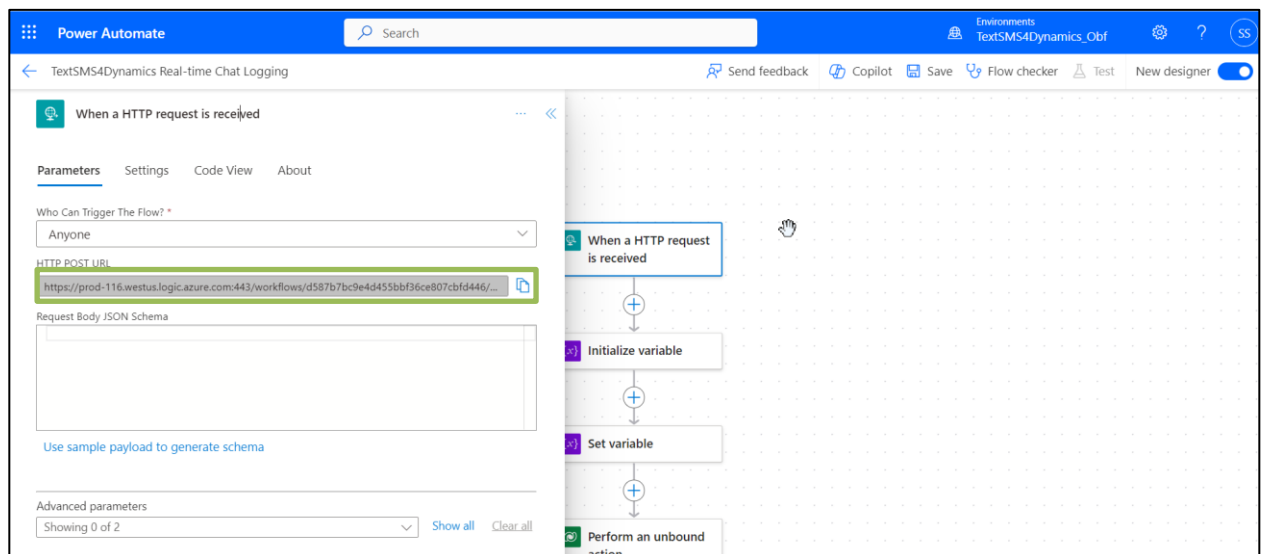 Power Automate
Search
Environments
TextSMS4Dynamics_Obf
?
SS
TextSMS4Dynamics Real-time Chat Logging
Send feedback
Copilot
Save
Flow checker
Test
New designer
When a HTTP request is received
...
Parameters
Settings
Code View
About
Who Can Trigger The Flow? *
Anyone
HTTP POST URL
https://prod-116.westus.logic.azure.com:443/workflows/d587b7bc9e4d455bbf36ce807cbfd446/...
Request Body JSON Schema
Use sample payload to generate schema
Advanced parameters
Showing 0 of 2
Show all
Clear all
When a HTTP request
is received
{x}
Initialize variable
{x}
Set variable
Perform an unbound
action